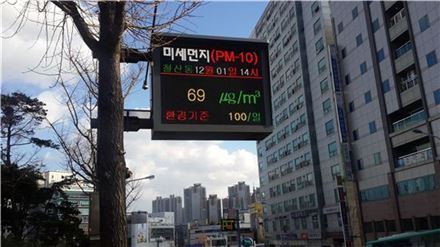 미세먼지(PM-10)
철산동 12월 01일 14시
69 μg/m³
환경기준 100/일